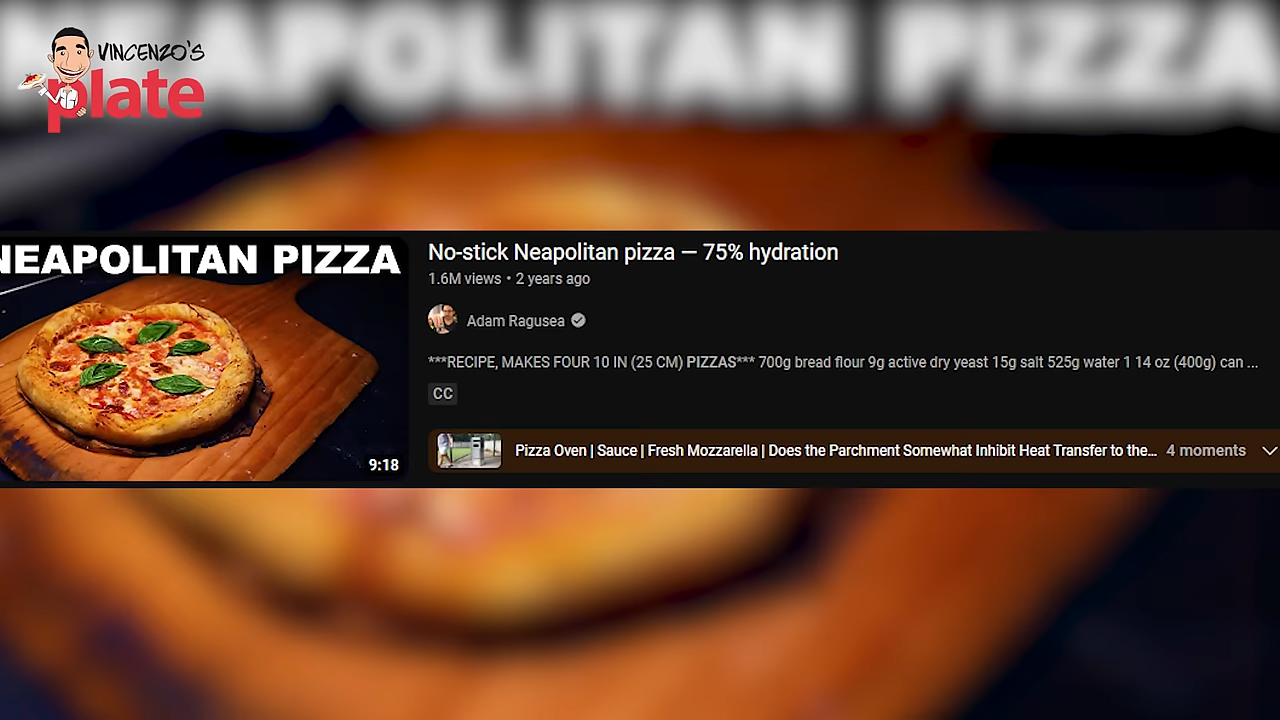 NEAPOLITAN PIZZA
VINCENZO'S
plate
NEAPOLITAN PIZZA
9:18
No-stick Neapolitan pizza — 75% hydration
1.6M views • 2 years ago
Adam Ragusea
***RECIPE, MAKES FOUR 10 IN (25 CM) PIZZAS*** 700g bread flour 9g active dry yeast 15g salt 525g water 1 14 oz (400g) can ...
CC
Pizza Oven | Sauce | Fresh Mozzarella | Does the Parchment Somewhat Inhibit Heat Transfer to the... 4 moments